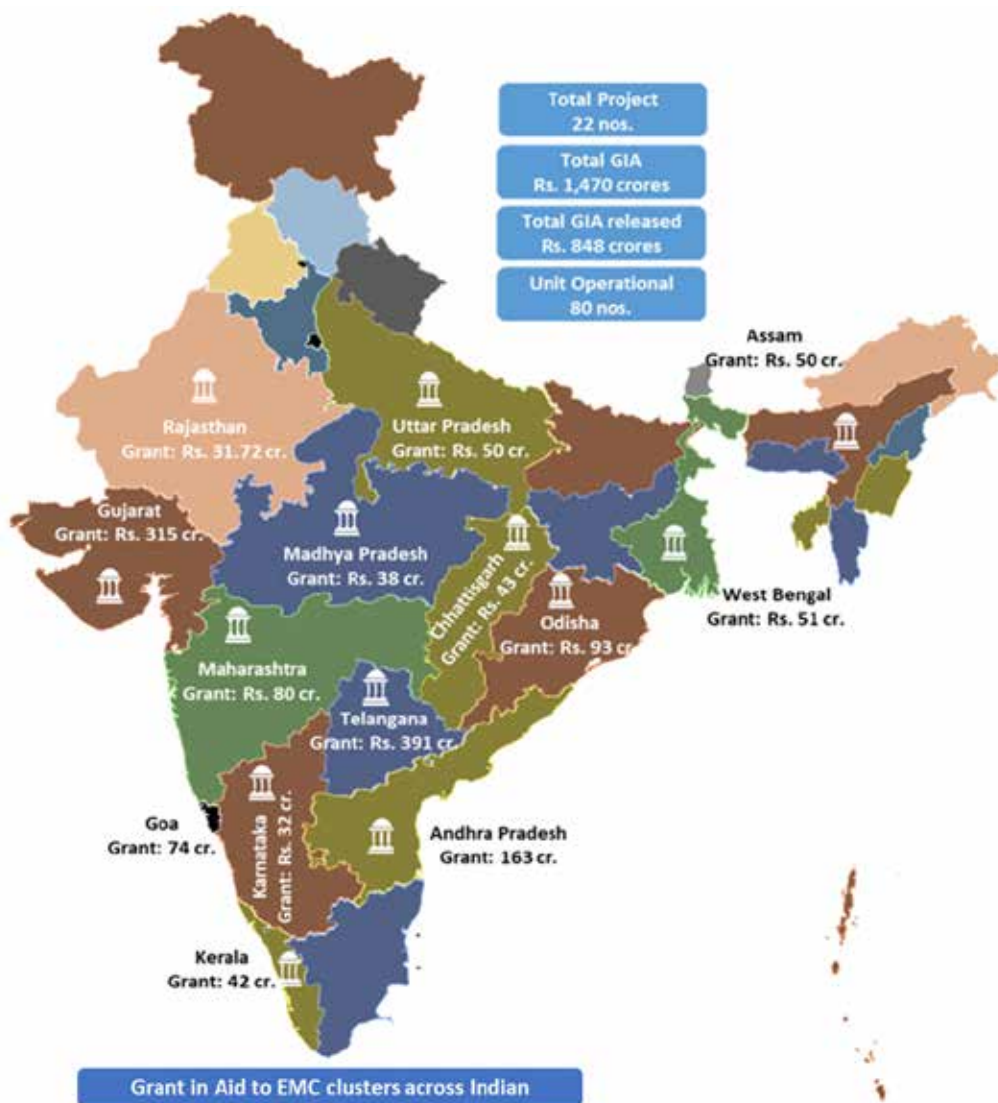 Total Project
22 nos.
Total GIA
Rs. 1,470 crores
Total GIA released
Rs. 848 crores
Unit Operational
80 nos.
Assam
Grant: Rs. 50 cr.
Rajasthan
Grant: Rs. 31.72 cr.
Uttar Pradesh
Grant: Rs. 50 cr.
Gujarat
Grant: Rs. 315 cr.
Madhya Pradesh
Grant: Rs. 38 cr.
Chhattisgarh
Grant: Rs. 43 cr.
West Bengal
Grant: Rs. 51 cr.
Odisha
Grant: Rs. 93 cr
Maharashtra
Grant: Rs. 80 cr.
Telangana
Grant: Rs. 391 cr.
Goa
Grant: 74 cr.
Karnataka
Grant: Rs. 32 cr.
Andhra Pradesh
Grant: 163 cr.
Kerala
Grant: 42 cr.
Grant in Aid to EMC clusters across Indian